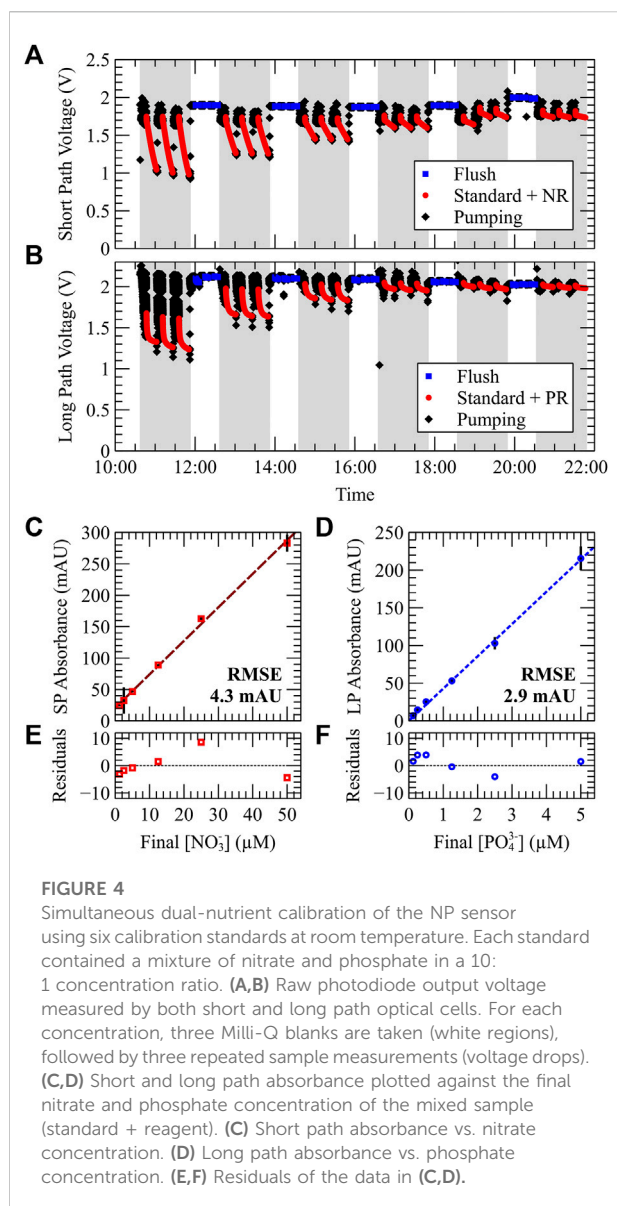 A
2.5
2
1.5
1
0.5
0
Short Path Voltage (V)
Flush
Standard + NR
Pumping
B
2
1.5
1
0.5
0
Long Path Voltage (V)
Flush
Standard + PR
Pumping
10:00 12:00 14:00 16:00 18:00 20:00 22:00
Time
C
300
250
200
150
100
50
0
SP Absorbance (mAU)
RMSE
4.3 mAU
D
250
200
150
100
50
0
LP Absorbance (mAU)
RMSE
2.9 mAU
E
10
0
−10
Residuals
0 10 20 30 40 50
Final [NO₃⁻] (µM)
F
10
0
−10
Residuals
0 1 2 3 4 5
Final [PO₄³⁻] (µM)
FIGURE 4
Simultaneous dual-nutrient calibration of the NP sensor
using six calibration standards at room temperature. Each standard
contained a mixture of nitrate and phosphate in a 10:
1 concentration ratio. (A,B) Raw photodiode output voltage
measured by both short and long path optical cells. For each
concentration, three Milli-Q blanks are taken (white regions),
followed by three repeated sample measurements (voltage drops).
(C,D) Short and long path absorbance plotted against the final
nitrate and phosphate concentration of the mixed sample
(standard + reagent). (C) Short path absorbance vs. nitrate
concentration. (D) Long path absorbance vs. phosphate
concentration. (E,F) Residuals of the data in (C,D).